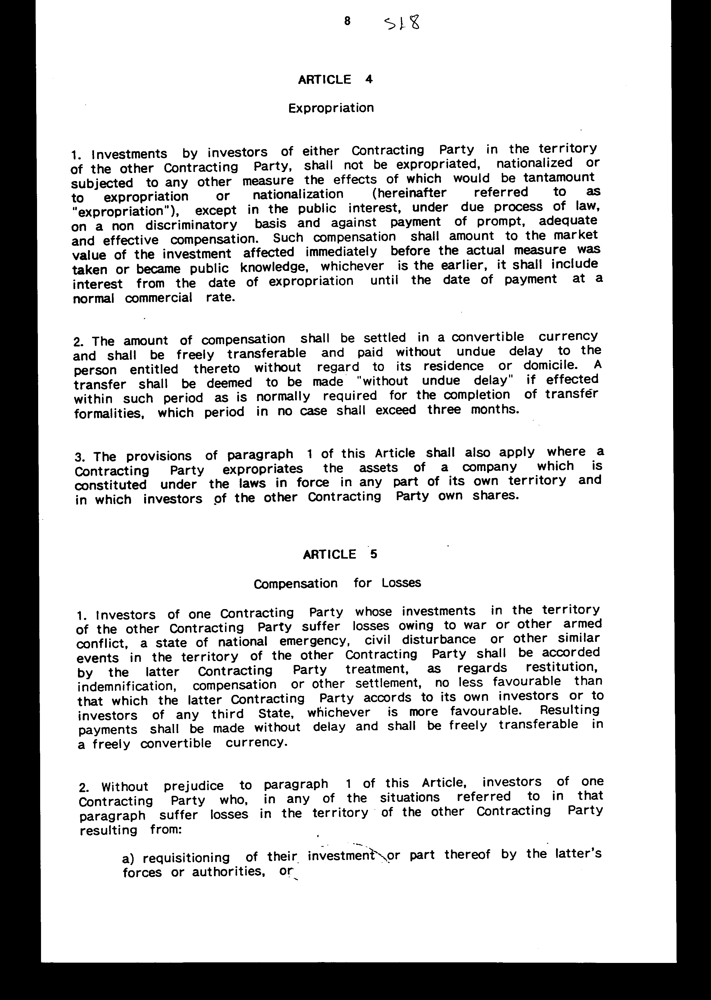 8 S18
ARTICLE 4
Expropriation
1. Investments by investors of either Contracting Party in the territory
of the other Contracting Party, shall not be expropriated, nationalized or
subjected to any other measure the effects of which would be tantamount
to expropriation or nationalization (hereinafter referred to as
"expropriation"), except in the public interest, under due process of law,
on a non discriminatory basis and against payment of prompt, adequate
and effective compensation. Such compensation shall amount to the market
value of the investment affected immediately before the actual measure was
taken or became public knowledge, whichever is the earlier, it shall include
interest from the date of expropriation until the date of payment at a
normal commercial rate.
2. The amount of compensation shall be settled in a convertible currency
and shall be freely transferable and paid without undue delay to the
person entitled thereto without regard to its residence or domicile. A
transfer shall be deemed to be made "without undue delay" if effected
within such period as is normally required for the completion of transfer
formalities, which period in no case shall exceed three months.
3. The provisions of paragraph 1 of this Article shall also apply where a
Contracting Party expropriates the assets of a company which is
constituted under the laws in force in any part of its own territory and
in which investors of the other Contracting Party own shares.
ARTICLE 5
Compensation for Losses
1. Investors of one Contracting Party whose investments in the territory
of the other Contracting Party suffer losses owing to war or other armed
conflict, a state of national emergency, civil disturbance or other similar
events in the territory of the other Contracting Party shall be accorded
by the latter Contracting Party treatment, as regards restitution,
indemnification, compensation or other settlement, no less favourable than
that which the latter Contracting Party accords to its own investors or to
investors of any third State, whichever is more favourable. Resulting
payments shall be made without delay and shall be freely transferable in
a freely convertible currency.
2. Without prejudice to paragraph 1 of this Article, investors of one
Contracting Party who, in any of the situations referred to in that
paragraph suffer losses in the territory of the other Contracting Party
resulting from:
a) requisitioning of their investment or part thereof by the latter's
forces or authorities, or